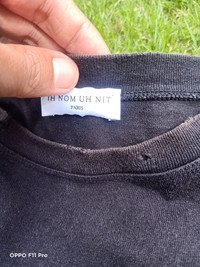 IH NOM UH NIT
PARIS
OPPO F11 Pro